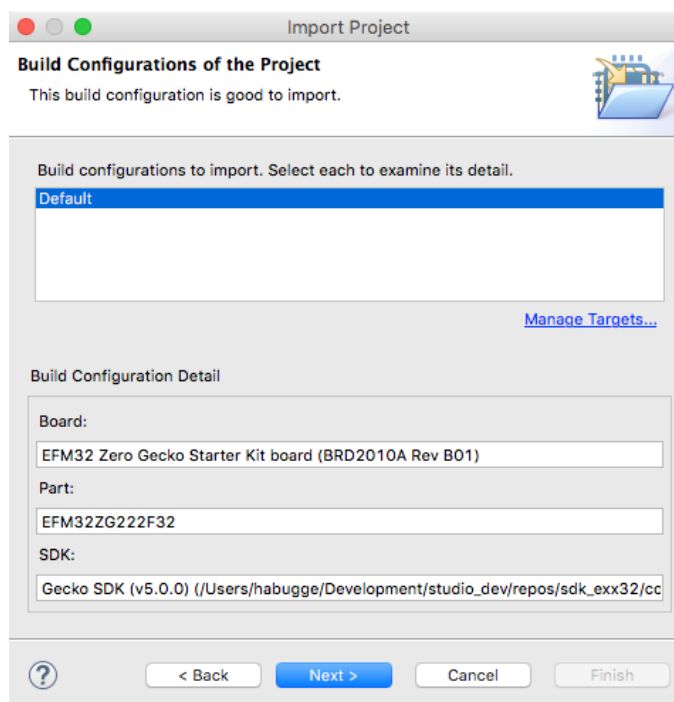 Import Project
Build Configurations of the Project
This build configuration is good to import.
Build configurations to import. Select each to examine its detail.
Default
Manage Targets...
Build Configuration Detail
Board:
EFM32 Zero Gecko Starter Kit board (BRD2010A Rev B01)
Part:
EFM32ZG222F32
SDK:
Gecko SDK (v5.0.0) (/Users/habugge/Development/studio_dev/repos/sdk_exx32/cc
? < Back Next > Cancel Finish